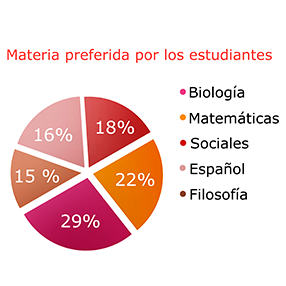 Materia preferida por los estudiantes
Biología
Matemáticas
Sociales
Español
Filosofía
16%
18%
15 %
22%
29%